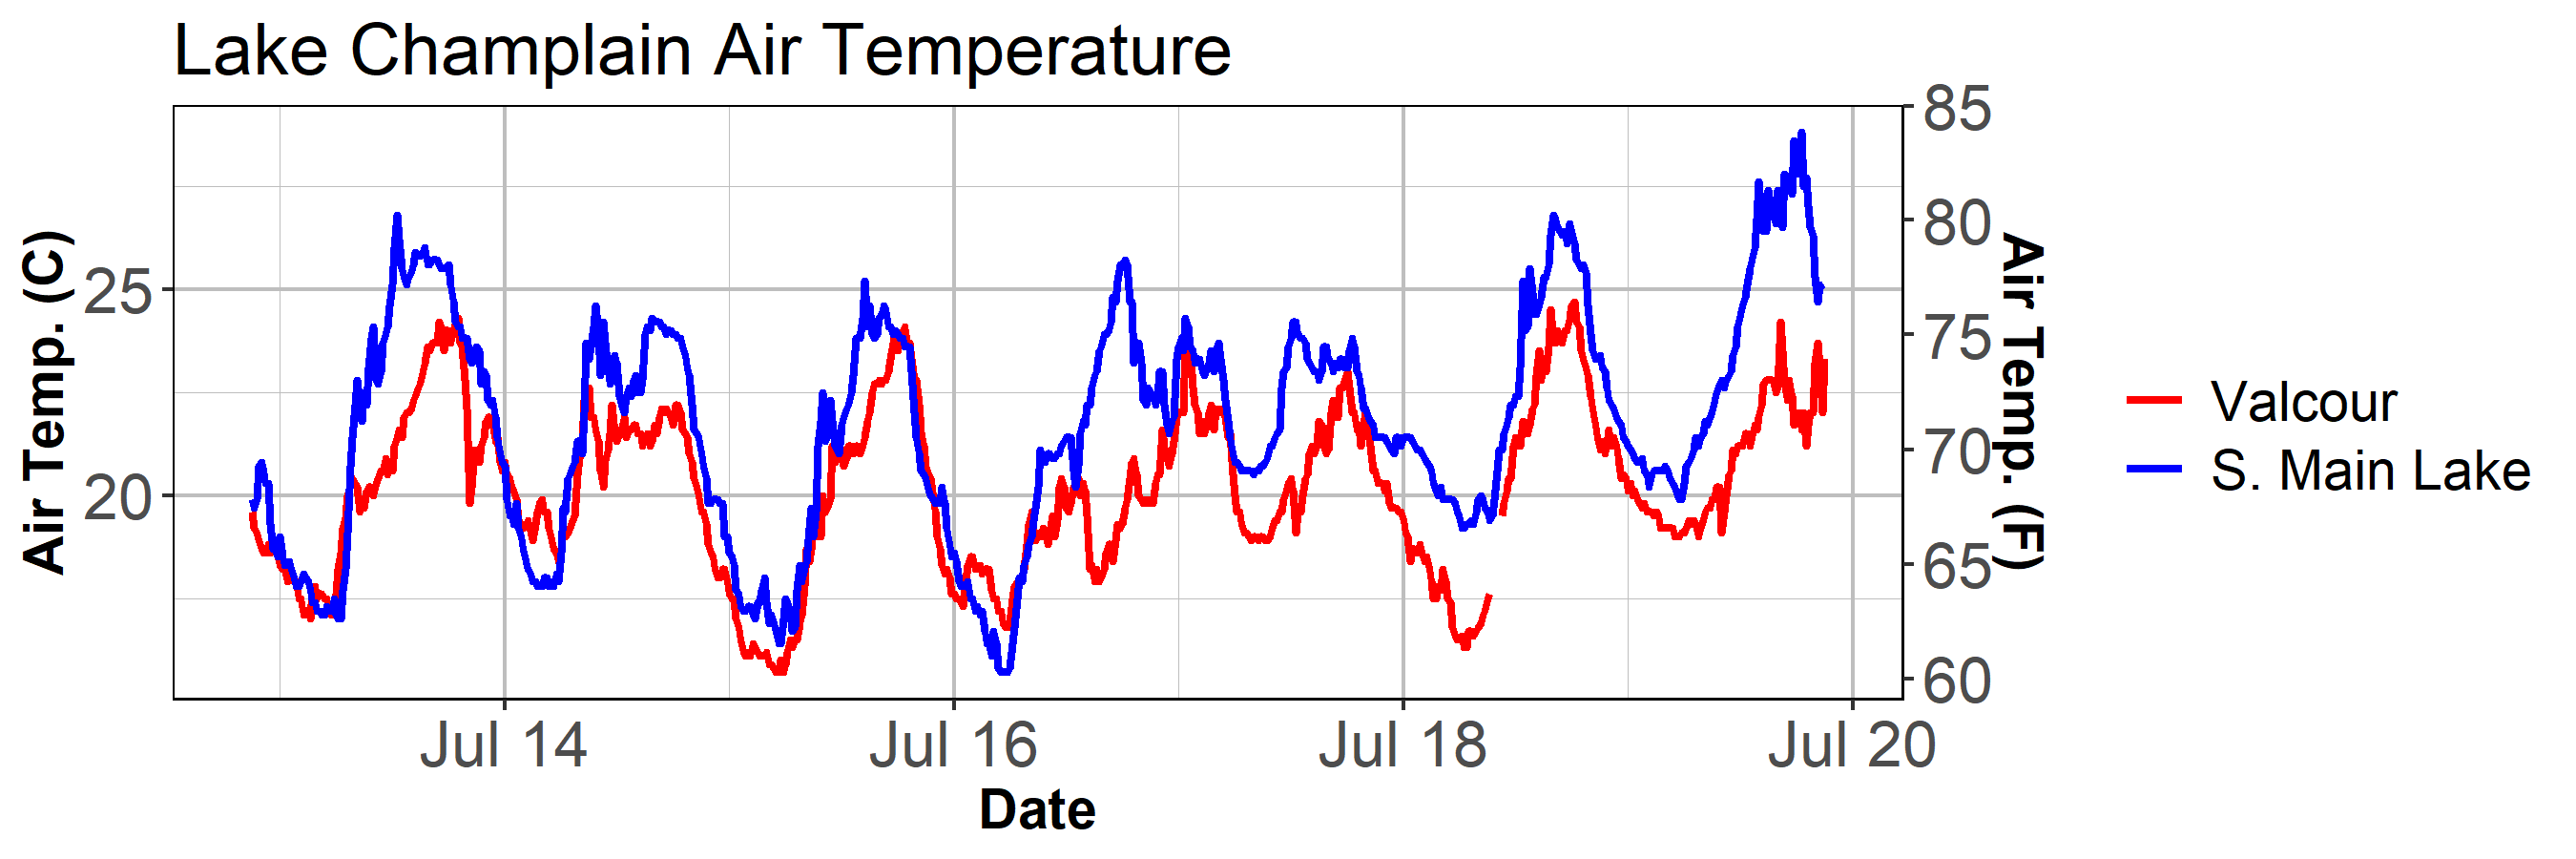 Lake Champlain Air Temperature
Air Temp. (C)
25
20
85
80
75
70
65
60
Air Temp. (F)
Jul 14
Jul 16
Jul 18
Jul 20
Date
Valcour
S. Main Lake